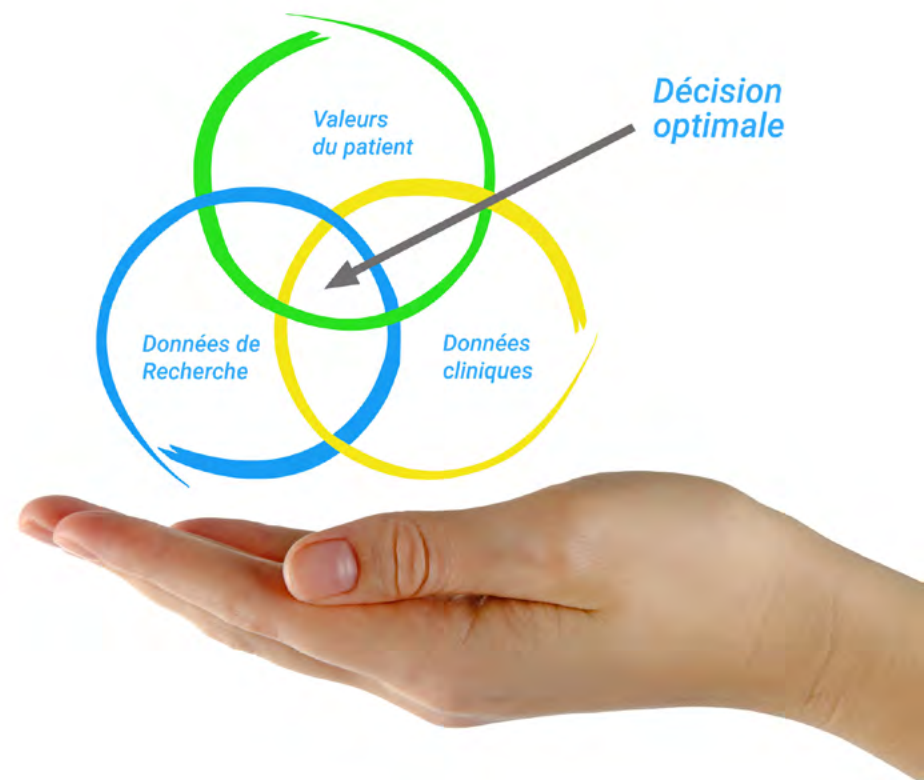 Valeurs
du patient
Décision
optimale
Données de
Recherche
Données
cliniques